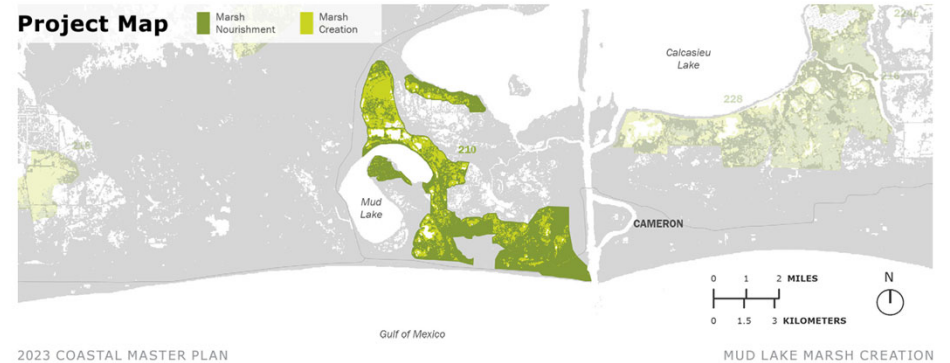 Project Map
Marsh
Nourishment
Marsh
Creation
Calcasieu
Lake
228
210
Mud
Lake
CAMERON
0 1 2 MILES
0 1.5 3 KILOMETERS
N
Gulf of Mexico
2023 COASTAL MASTER PLAN
MUD LAKE MARSH CREATION